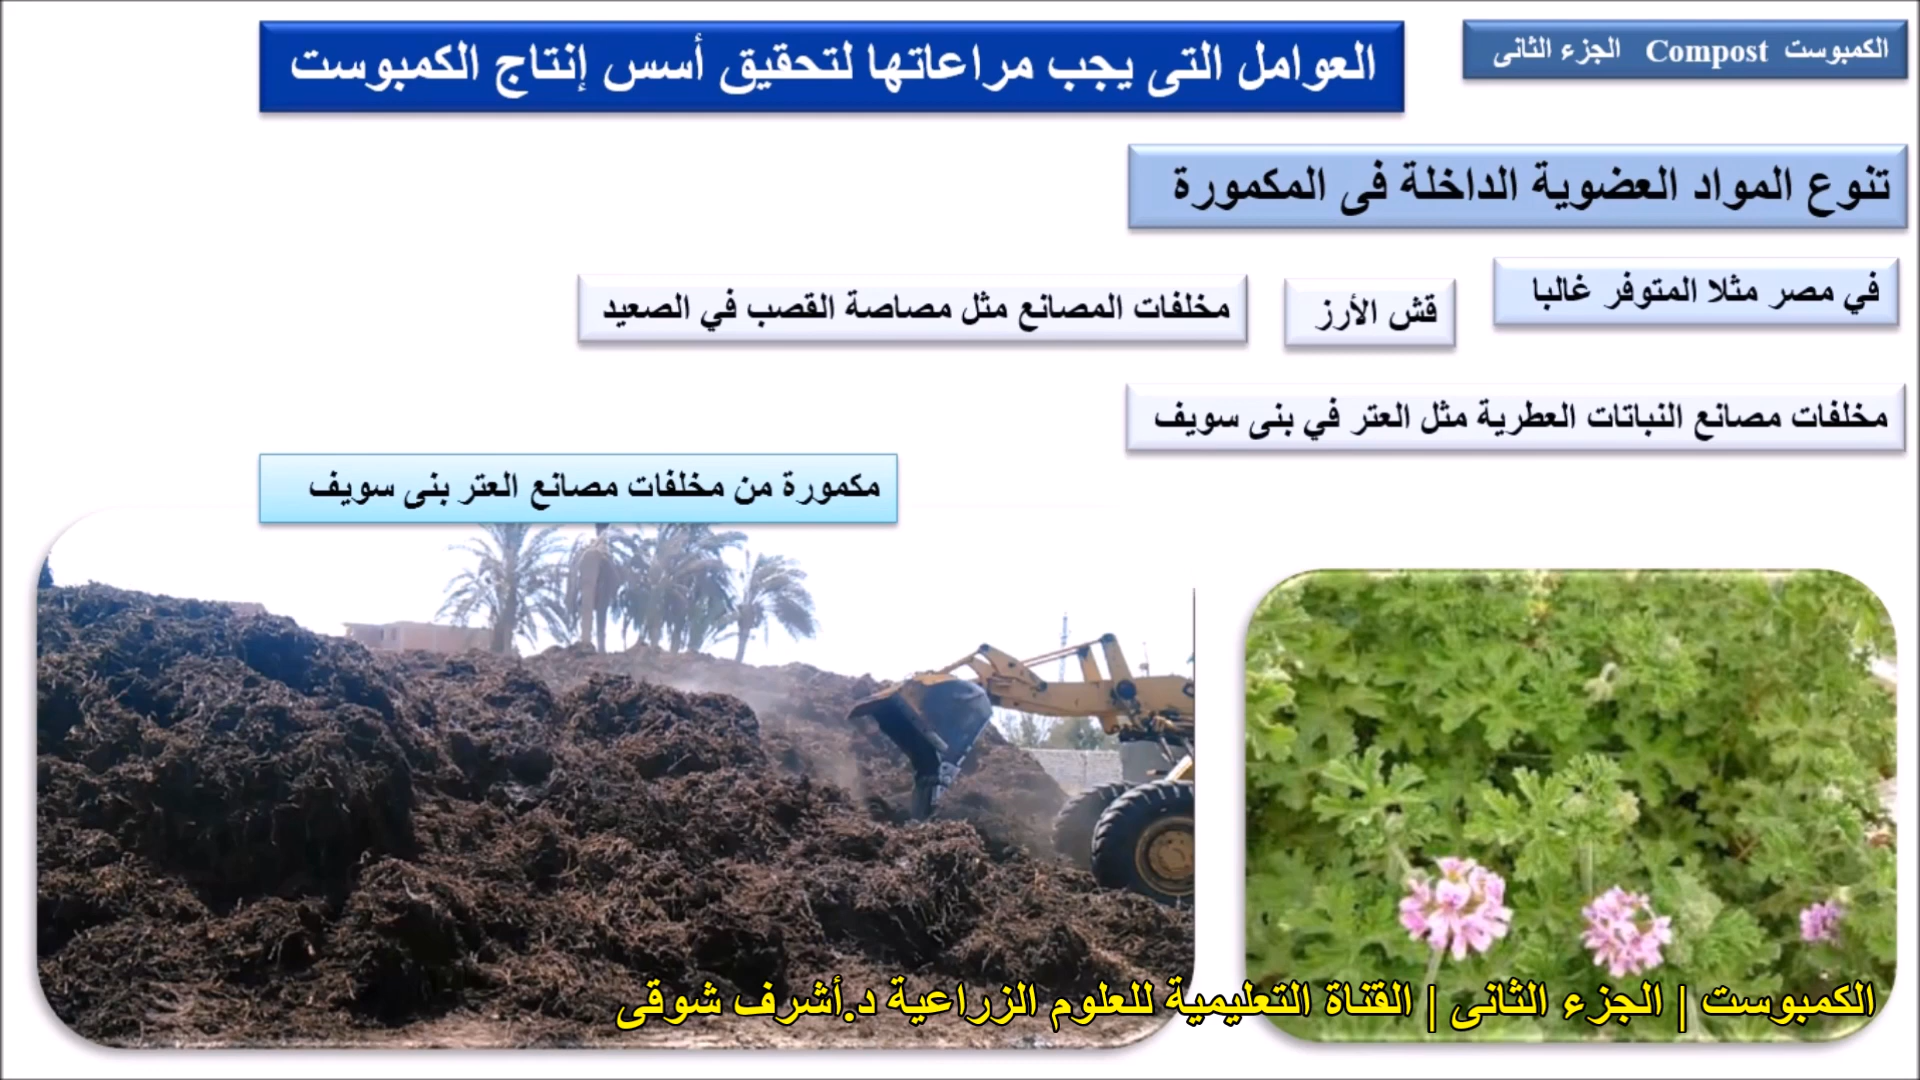 الكمبوست Compost الجزء الثانى
العوامل التى يجب مراعاتها لتحقيق أسس إنتاج الكمبوست
تنوع المواد العضوية الداخلة فى المكمورة
في مصر مثلا المتوفر غالبا
قش الأرز
مخلفات المصانع مثل مصاصة القصب في الصعيد
مخلفات مصانع النباتات العطرية مثل العتر في بنى سويف
مكمورة من مخلفات مصانع العتر بنى سويف
الكمبوست | الجزء الثانى | القناة التعليمية للعلوم الزراعية د.أشرف شوقى